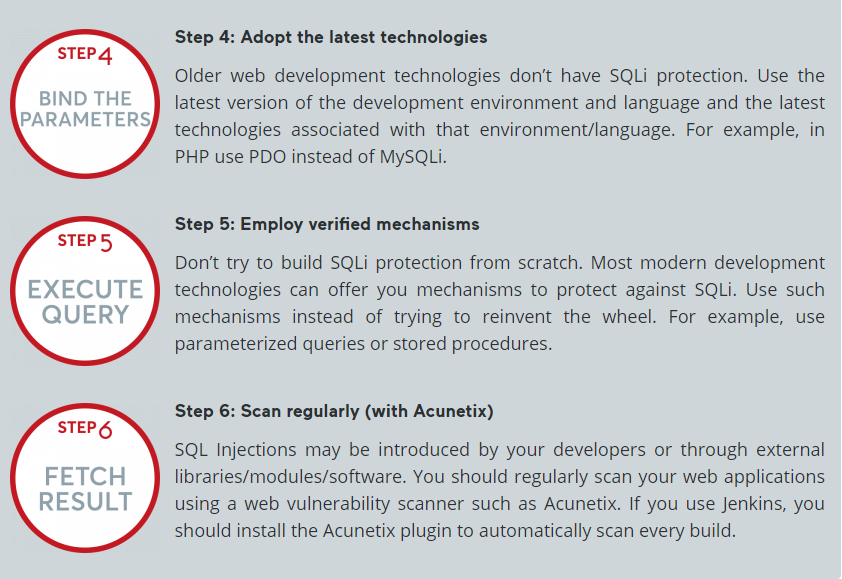 STEP 4
BIND THE
PARAMETERS
Step 4: Adopt the latest technologies
Older web development technologies don’t have SQLi protection. Use the
latest version of the development environment and language and the latest
technologies associated with that environment/language. For example, in
PHP use PDO instead of MySQLi.
STEP 5
EXECUTE
QUERY
Step 5: Employ verified mechanisms
Don’t try to build SQLi protection from scratch. Most modern development
technologies can offer you mechanisms to protect against SQLi. Use such
mechanisms instead of trying to reinvent the wheel. For example, use
parameterized queries or stored procedures.
STEP 6
FETCH
RESULT
Step 6: Scan regularly (with Acunetix)
SQL Injections may be introduced by your developers or through external
libraries/modules/software. You should regularly scan your web applications
using a web vulnerability scanner such as Acunetix. If you use Jenkins, you
should install the Acunetix plugin to automatically scan every build.